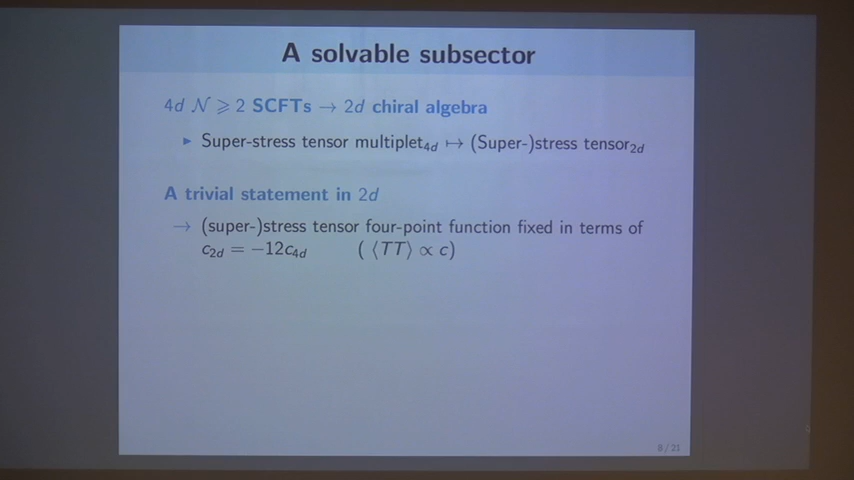 A solvable subsector
4d 𝒩 ⩾ 2 SCFTs → 2d chiral algebra
▸ Super-stress tensor multiplet₄d ↦ (Super-)stress tensor₂d
A trivial statement in 2d
→ (super-)stress tensor four-point function fixed in terms of
c₂d = −12c₄d ( ⟨TT⟩ ∝ c)
8 / 21